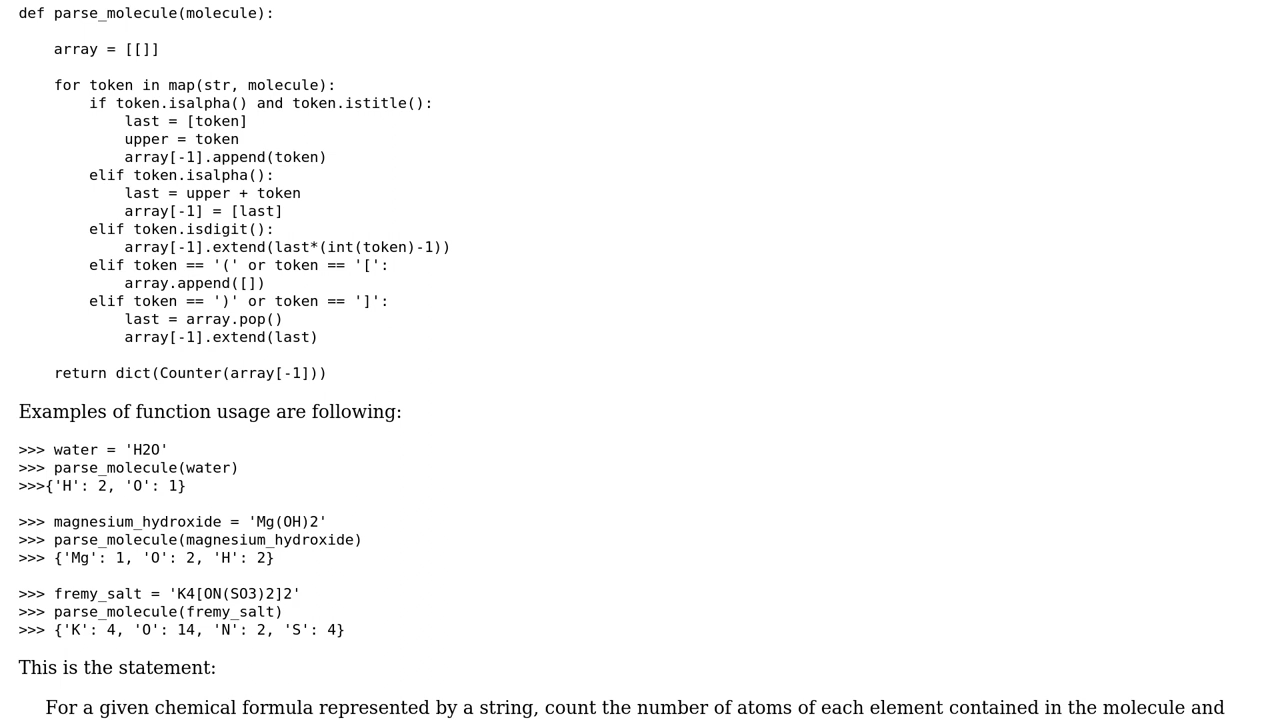 def parse_molecule(molecule):

    array = [[]]

    for token in map(str, molecule):
        if token.isalpha() and token.istitle():
            last = [token]
            upper = token
            array[-1].append(token)
        elif token.isalpha():
            last = upper + token
            array[-1] = [last]
        elif token.isdigit():
            array[-1].extend(last*(int(token)-1))
        elif token == '(' or token == '[':
            array.append([])
        elif token == ')' or token == ']':
            last = array.pop()
            array[-1].extend(last)

    return dict(Counter(array[-1]))

Examples of function usage are following:

>>> water = 'H2O'
>>> parse_molecule(water)
>>>{'H': 2, 'O': 1}

>>> magnesium_hydroxide = 'Mg(OH)2'
>>> parse_molecule(magnesium_hydroxide)
>>> {'Mg': 1, 'O': 2, 'H': 2}

>>> fremy_salt = 'K4[ON(SO3)2]2'
>>> parse_molecule(fremy_salt)
>>> {'K': 4, 'O': 14, 'N': 2, 'S': 4}

This is the statement:

For a given chemical formula represented by a string, count the number of atoms of each element contained in the molecule and